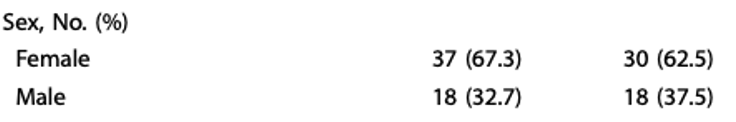 Sex, No. (%)
Female 37 (67.3) 30 (62.5)
Male 18 (32.7) 18 (37.5)